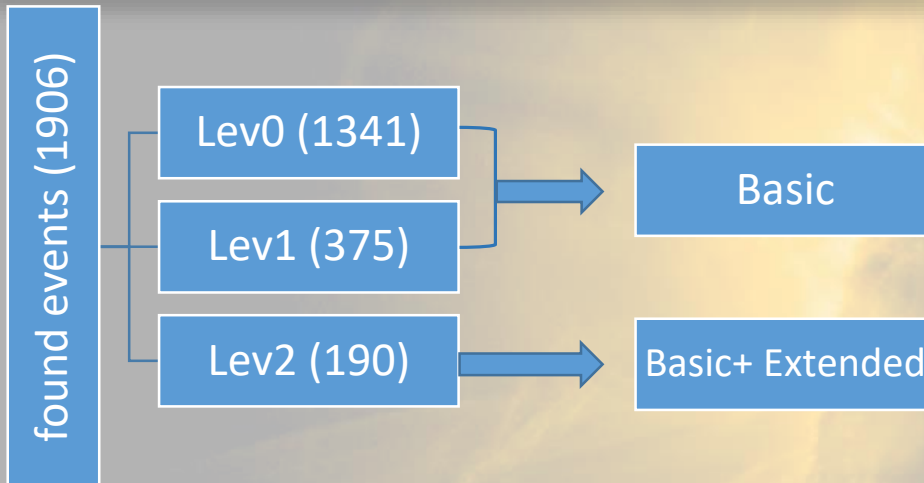 found events (1906)
Lev0 (1341)
Lev1 (375)
Lev2 (190)
Basic
Basic+ Extended